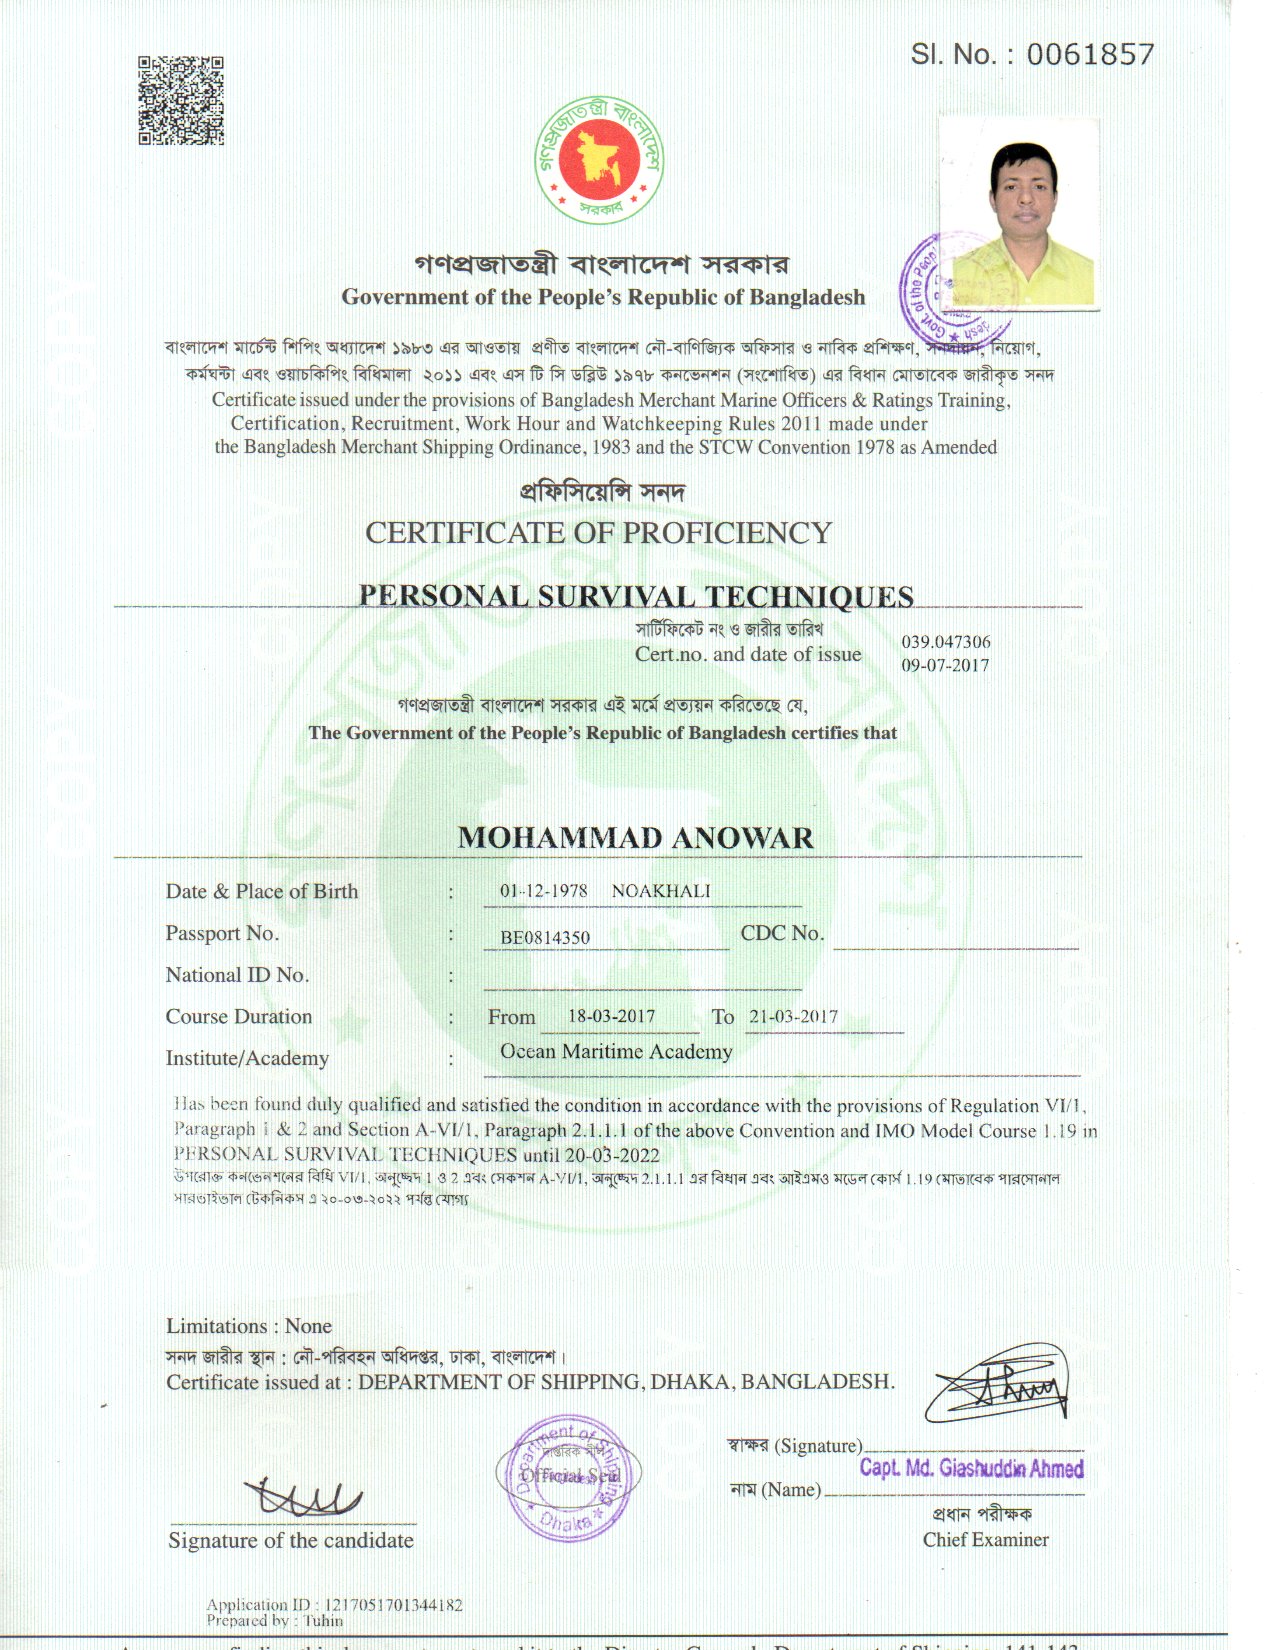 Sl. No. : 0061857
গণপ্রজাতন্ত্রী বাংলাদেশ
সরকার
গণপ্রজাতন্ত্রী বাংলাদেশ সরকার
Government of the People's Republic of Bangladesh
Govt. of the Peop
desh
Dhaka
বাংলাদেশ মার্চেন্ট শিপিং অধ্যাদেশ ১৯৮৩ এর আওতায় প্রণীত বাংলাদেশ নৌ-বাণিজ্যিক অফিসার ও নাবিক প্রশিক্ষণ, সনদায়ন, নিয়োগ,
কর্মঘন্টা এবং ওয়াচকিপিং বিধিমালা ২০১১ এবং এস টি সি ডব্লিউ ১৯৭৮ কনভেনশন (সংশোধিত) এর বিধান মোতাবেক জারীকৃত সনদ
Certificate issued under the provisions of Bangladesh Merchant Marine Officers & Ratings Training,
Certification, Recruitment, Work Hour and Watchkeeping Rules 2011 made under
the Bangladesh Merchant Shipping Ordinance, 1983 and the STCW Convention 1978 as Amended
প্রফিসিয়েন্সি সনদ
CERTIFICATE OF PROFICIENCY
PERSONAL SURVIVAL TECHNIQUES
সার্টিফিকেট নং ও জারীর তারিখ
Cert.no. and date of issue
039.047306
09-07-2017
গণপ্রজাতন্ত্রী বাংলাদেশ সরকার এই মর্মে প্রত্যয়ন করিতেছে যে,
The Government of the People's Republic of Bangladesh certifies that
MOHAMMAD ANOWAR
Date & Place of Birth : 01-12-1978 NOAKHALI
Passport No. : BE0814350 CDC No.
National ID No. :
Course Duration : From 18-03-2017 To 21-03-2017
Institute/Academy : Ocean Maritime Academy
Has been found duly qualified and satisfied the condition in accordance with the provisions of Regulation VI/1,
Paragraph 1 & 2 and Section A-VI/1, Paragraph 2.1.1.1 of the above Convention and IMO Model Course 1.19 in
PERSONAL SURVIVAL TECHNIQUES until 20-03-2022
উপরোক্ত কনভেনশনের বিধি VI/1, অনুচ্ছেদ 1 ও 2 এবং সেকশন A-VI/1, অনুচ্ছেদ 2.1.1.1 এর বিধান এবং আইএমও মডেল কোর্স 1.19 মোতাবেক পারসোনাল
সারভাইভাল টেকনিকস এ ২০-০৩-২০২২ পর্যন্ত যোগ্য
Limitations : None
সনদ জারীর স্থান : নৌ-পরিবহন অধিদপ্তর, ঢাকা, বাংলাদেশ।
Certificate issued at : DEPARTMENT OF SHIPPING, DHAKA, BANGLADESH.
Department of Shipping
দাপ্তরিক সীল
Official Seal
Dhaka
স্বাক্ষর (Signature)
Capt. Md. Giashuddin Ahmed
নাম (Name)
প্রধান পরীক্ষক
Chief Examiner
Signature of the candidate
Application ID : 1217051701344182
Prepared by : Tuhin